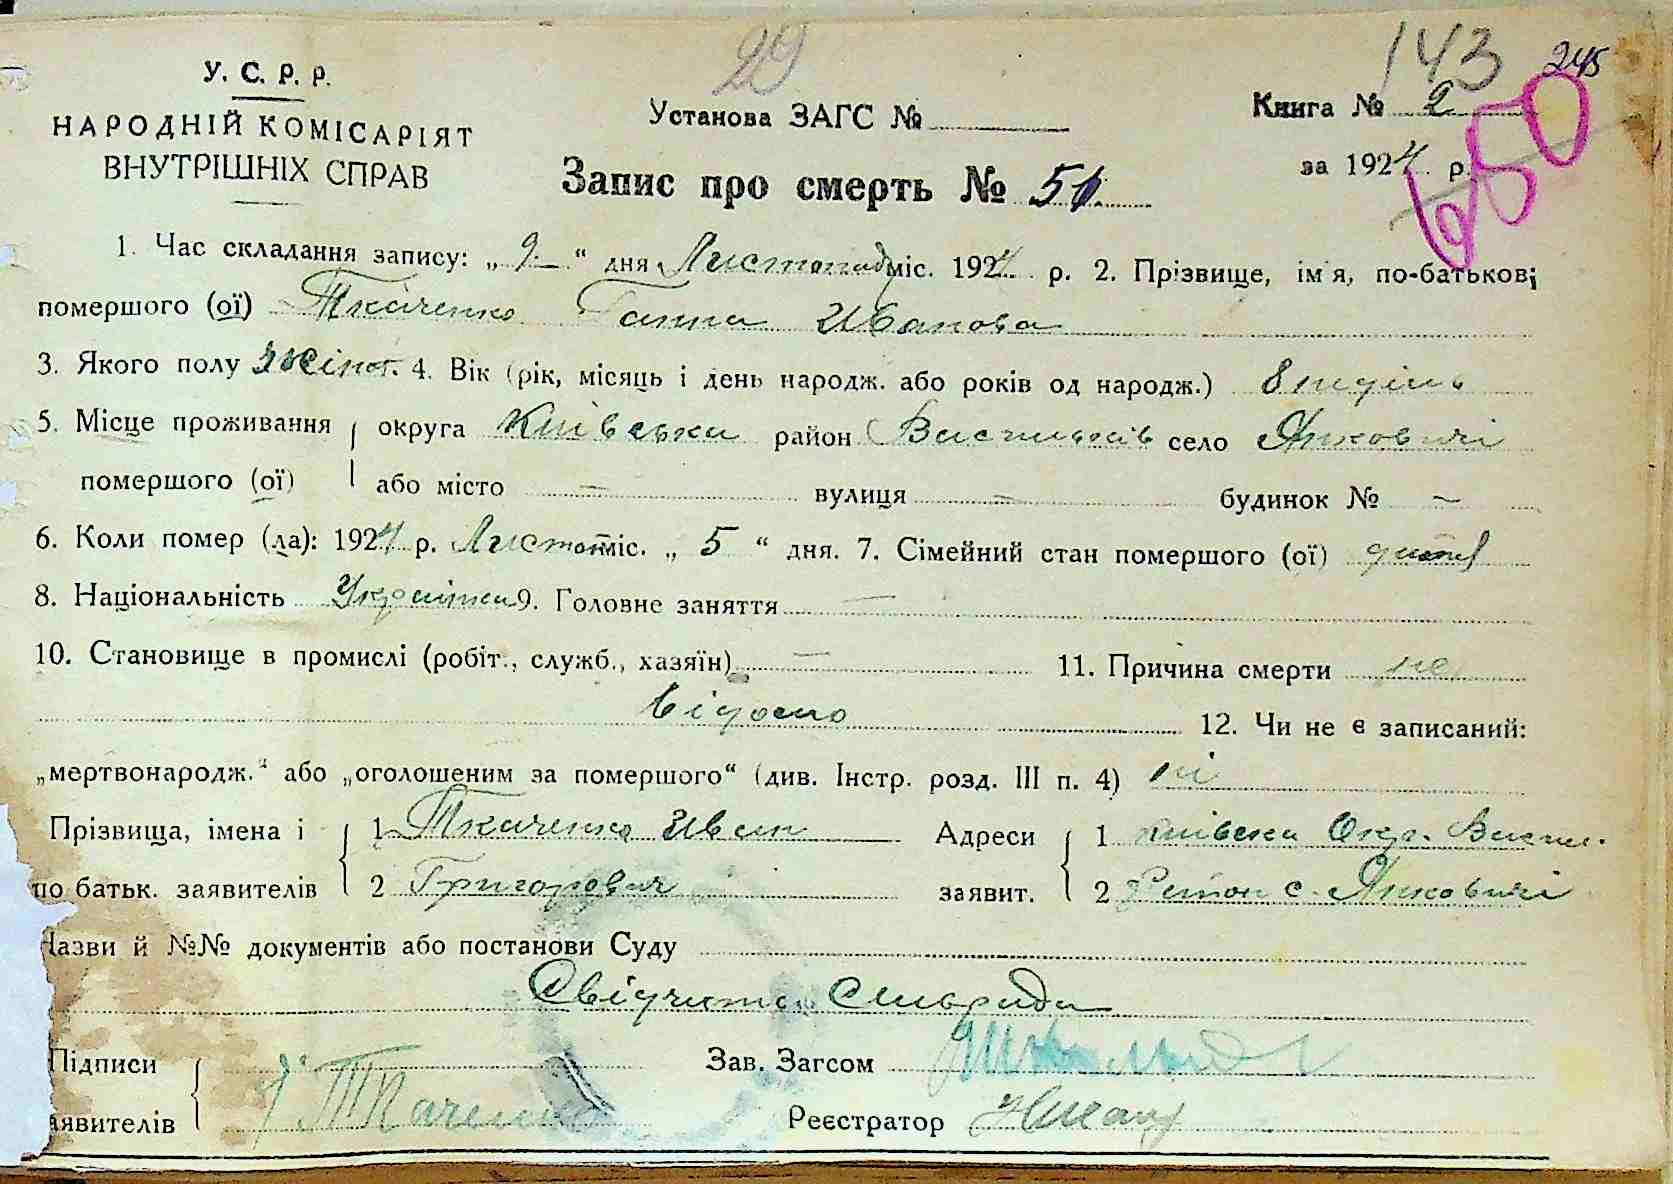 29
143
245
680
У. С. Р. Р.
НАРОДНІЙ КОМІСАРІЯТ
ВНУТРІШНІХ СПРАВ
Установа ЗАГС №
Книга № 2
за 1924 р.
Запис про смерть № 51.
1. Час складання запису: „ 9 “ дня Листопад міс. 1924 р. 2. Прізвище, ім'я, по-батькові
помершого (ої) Ткаченко Ганна Иванова
3. Якого полу жіноч. 4. Вік (рік, місяць і день народж. або років од народж.) 8 неділь
5. Місце проживання округа Київська район Васильків село Янковичі
помершого (ої) або місто — вулиця — будинок № —
6. Коли помер (ла): 1924 р. Листоп міс. „ 5 “ дня. 7. Сімейний стан помершого (ої)
8. Національність Українка 9. Головне заняття —
10. Становище в промислі (робіт., служб., хазяїн) — 11. Причина смерти не
відомо 12. Чи не є записаний:
„мертвонародж.“ або „оголошеним за помершого“ (див. Інстр. розд. III п. 4) ні
Прізвища, імена і 1 Ткаченко Иван Адреси 1 Київська Окр. Васил.
по батьк. заявителів 2 Григорович заявит. 2 Район с. Янковичі
Назви й №№ документів або постанови Суду
Підписи Ткаченко Зав. Загсом
аявителів Реєстратор